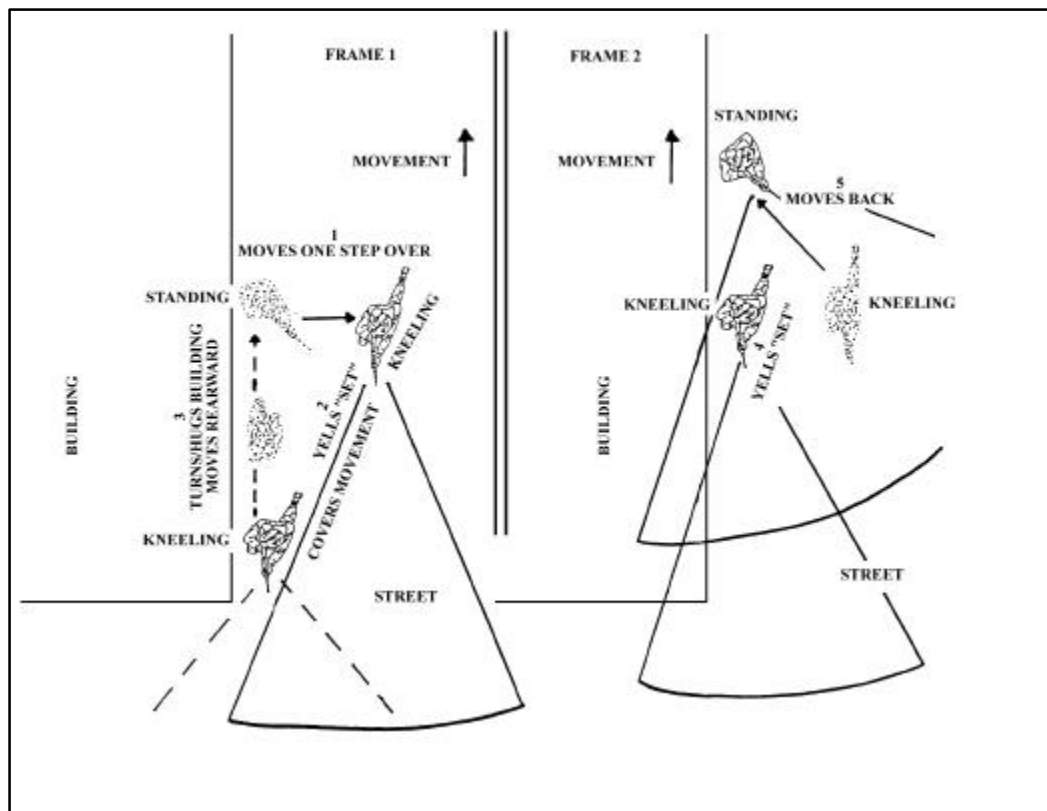 FRAME 1
MOVEMENT
1
MOVES ONE STEP OVER
STANDING
KNEELING
2
YELLS "SET"
COVERS MOVEMENT
3
TURNS/HUGS BUILDING
MOVES REARWARD
BUILDING
KNEELING
STREET
FRAME 2
STANDING
MOVEMENT
5
MOVES BACK
KNEELING
KNEELING
4
YELLS "SET"
BUILDING
STREET